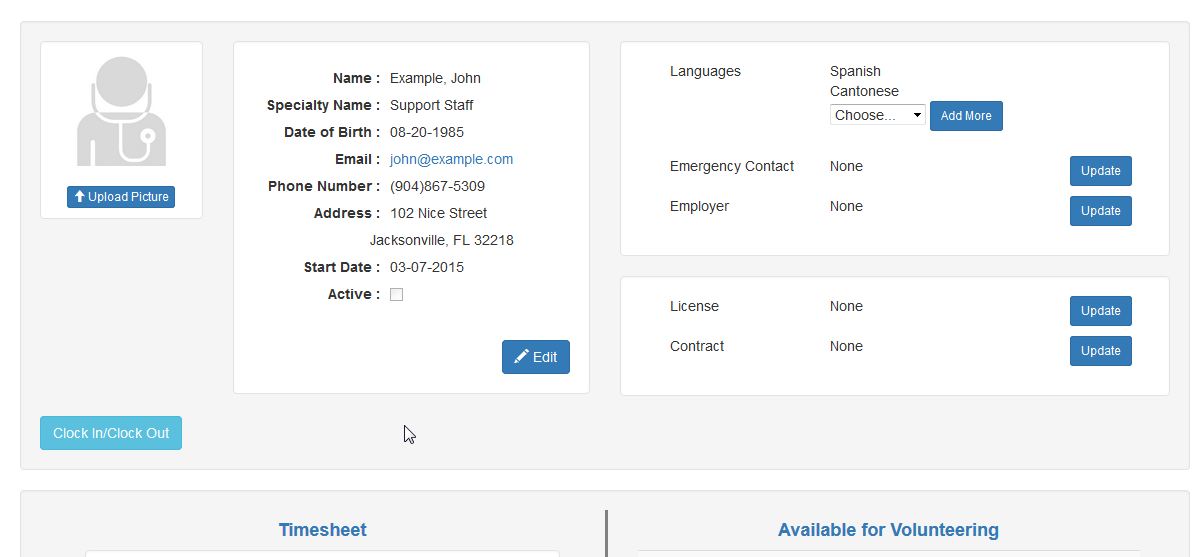 Upload Picture
Name : Example, John
Specialty Name : Support Staff
Date of Birth : 08-20-1985
Email : john@example.com
Phone Number : (904)867-5309
Address : 102 Nice Street
Jacksonville, FL 32218
Start Date : 03-07-2015
Active :
Edit
Languages Spanish
Cantonese
Choose... Add More
Emergency Contact None Update
Employer None Update
License None Update
Contract None Update
Clock In/Clock Out
Timesheet
Available for Volunteering